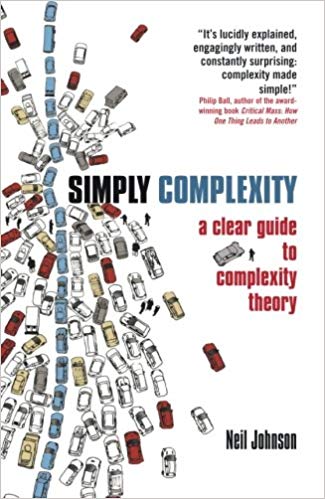 "It's lucidly explained,
engagingly written, and
constantly surprising:
complexity made
simple!"
Philip Ball, author of the award-
winning book Critical Mass: How
One Thing Leads to Another
SIMPLY COMPLEXITY
a clear guide
to
complexity
theory
Neil Johnson